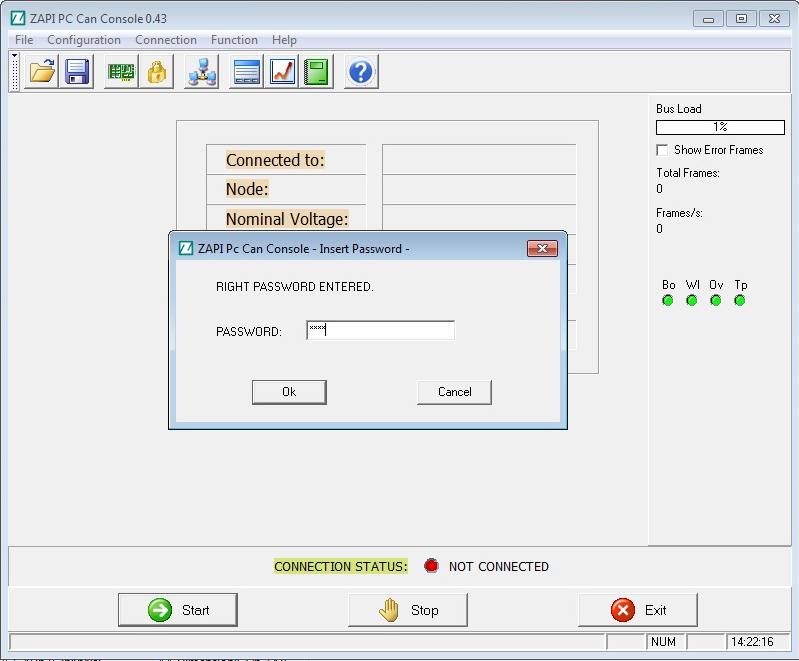 ZAPI PC Can Console 0.43
File Configuration Connection Function Help
Bus Load
1%
Show Error Frames
Total Frames:
0
Frames/s:
0
Bo Wl Ov Tp
Connected to:
Node:
Nominal Voltage:
ZAPI Pc Can Console - Insert Password -
RIGHT PASSWORD ENTERED.
PASSWORD: ****
Ok Cancel
CONNECTION STATUS: NOT CONNECTED
Start Stop Exit
NUM 14:22:16